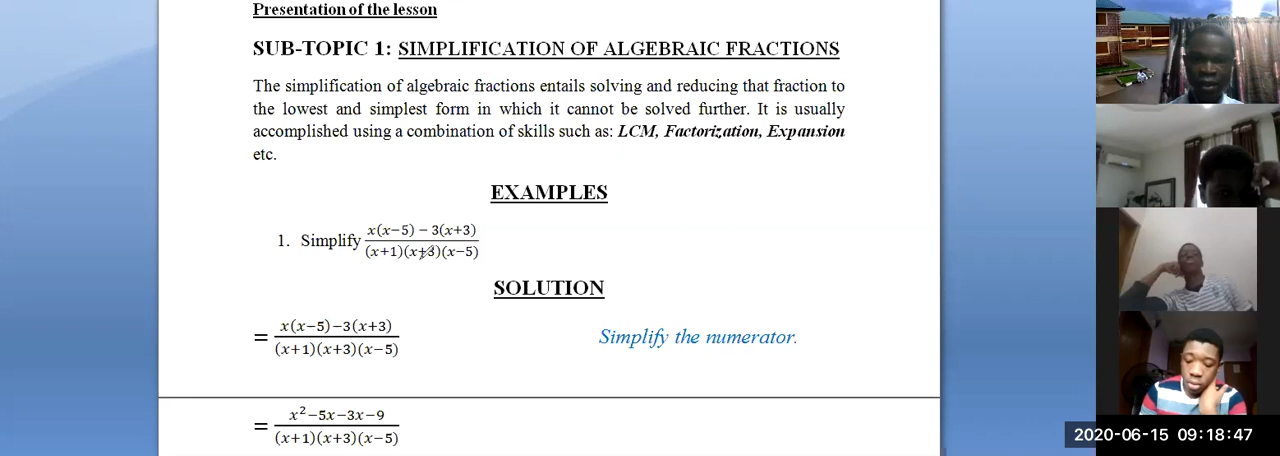 Presentation of the lesson
SUB-TOPIC 1: SIMPLIFICATION OF ALGEBRAIC FRACTIONS
The simplification of algebraic fractions entails solving and reducing that fraction to
the lowest and simplest form in which it cannot be solved further. It is usually
accomplished using a combination of skills such as: LCM, Factorization, Expansion
etc.
EXAMPLES
1. Simplify x(x−5) − 3(x+3)
(x+1)(x+3)(x−5)
SOLUTION
= x(x−5)−3(x+3)
(x+1)(x+3)(x−5)
Simplify the numerator.
= x²−5x−3x−9
(x+1)(x+3)(x−5)
2020-06-15 09:18:47